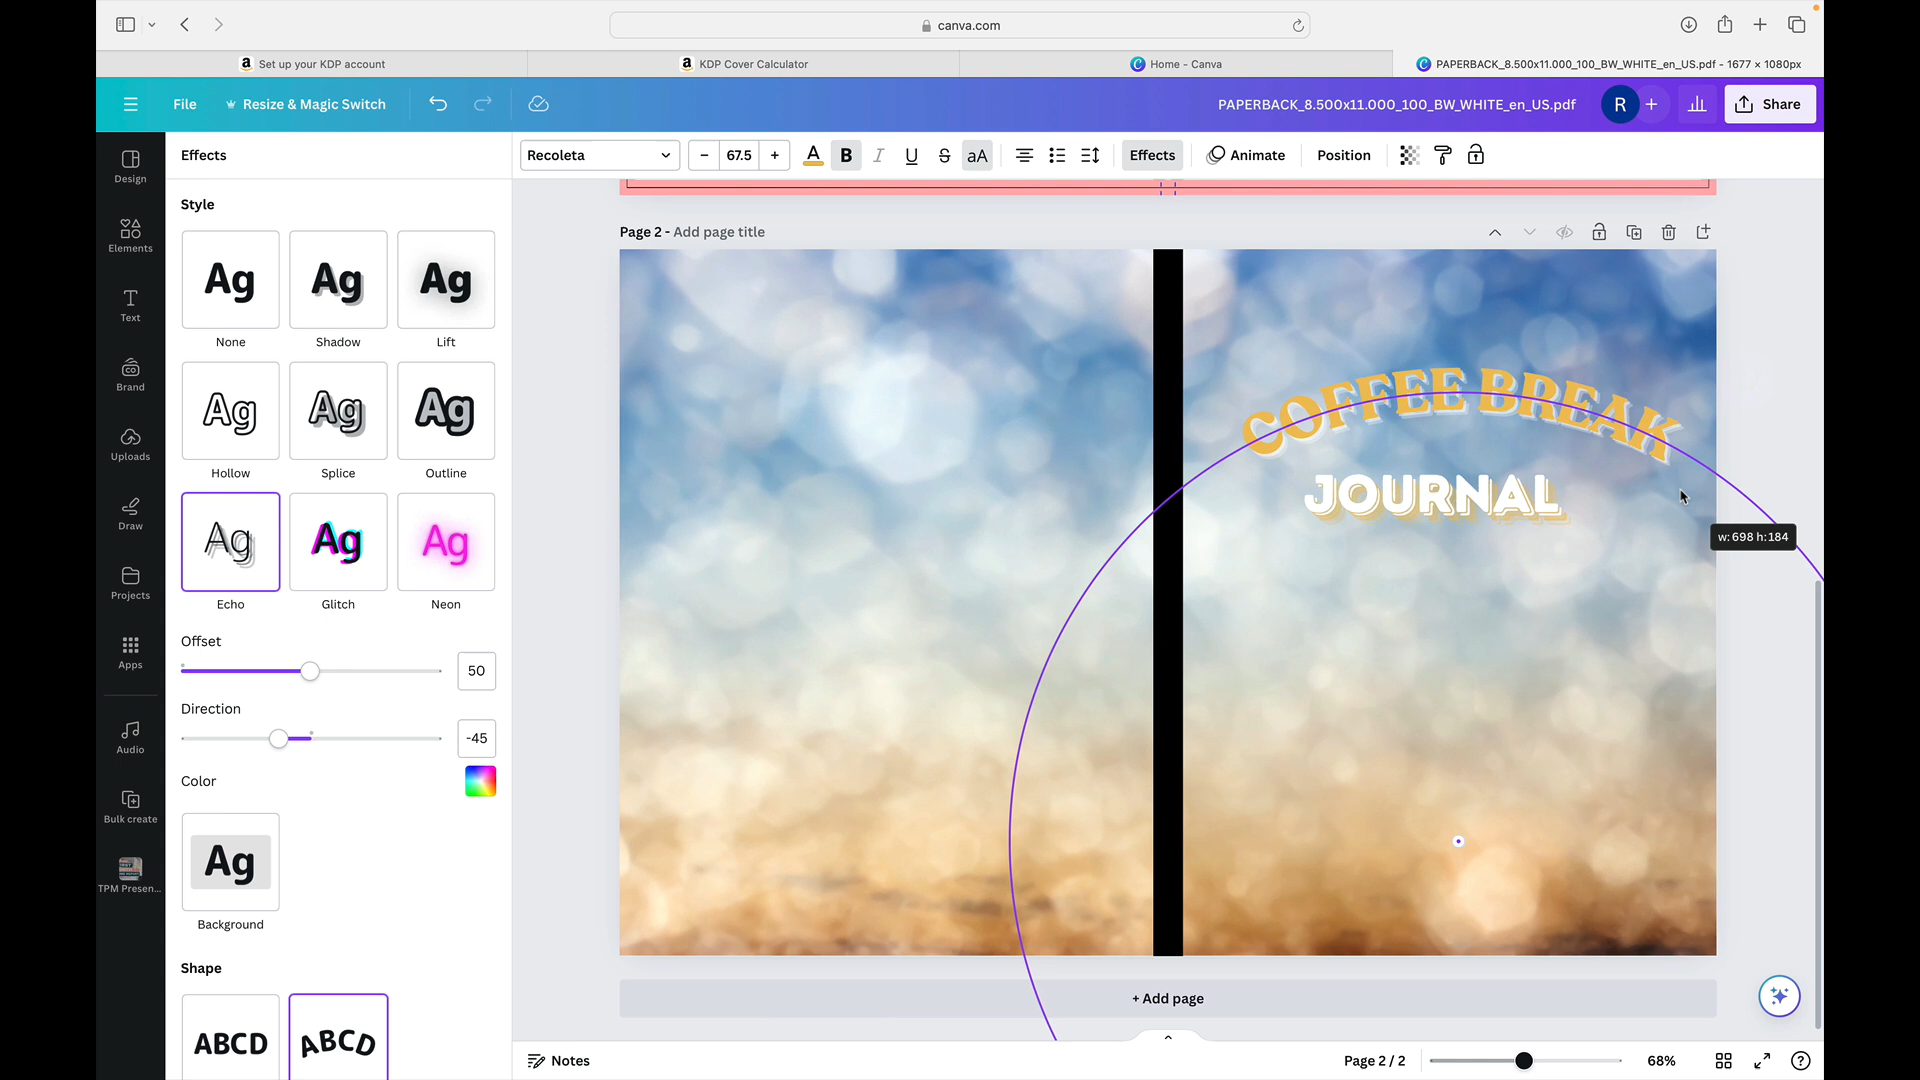 canva.com
Set up your KDP account
KDP Cover Calculator
Home - Canva
PAPERBACK_8.500x11.000_100_BW_WHITE_en_US.pdf - 1677 × 1080px
File
Resize & Magic Switch
PAPERBACK_8.500x11.000_100_BW_WHITE_en_US.pdf
R
Share
Design
Elements
Text
Brand
Uploads
Draw
Projects
Apps
Audio
Bulk create
TPM Presen...
Effects
Recoleta
67.5
A
B
I
U
S
aA
Effects
Animate
Position
Style
Ag
Ag
Ag
None
Shadow
Lift
Ag
Ag
Ag
Hollow
Splice
Outline
Ag
Ag
Ag
Echo
Glitch
Neon
Offset
50
Direction
-45
Color
Ag
Background
Shape
ABCD
ABCD
Page 2 - Add page title
COFFEE BREAK
JOURNAL
w: 698 h: 184
+ Add page
Notes
Page 2 / 2
68%